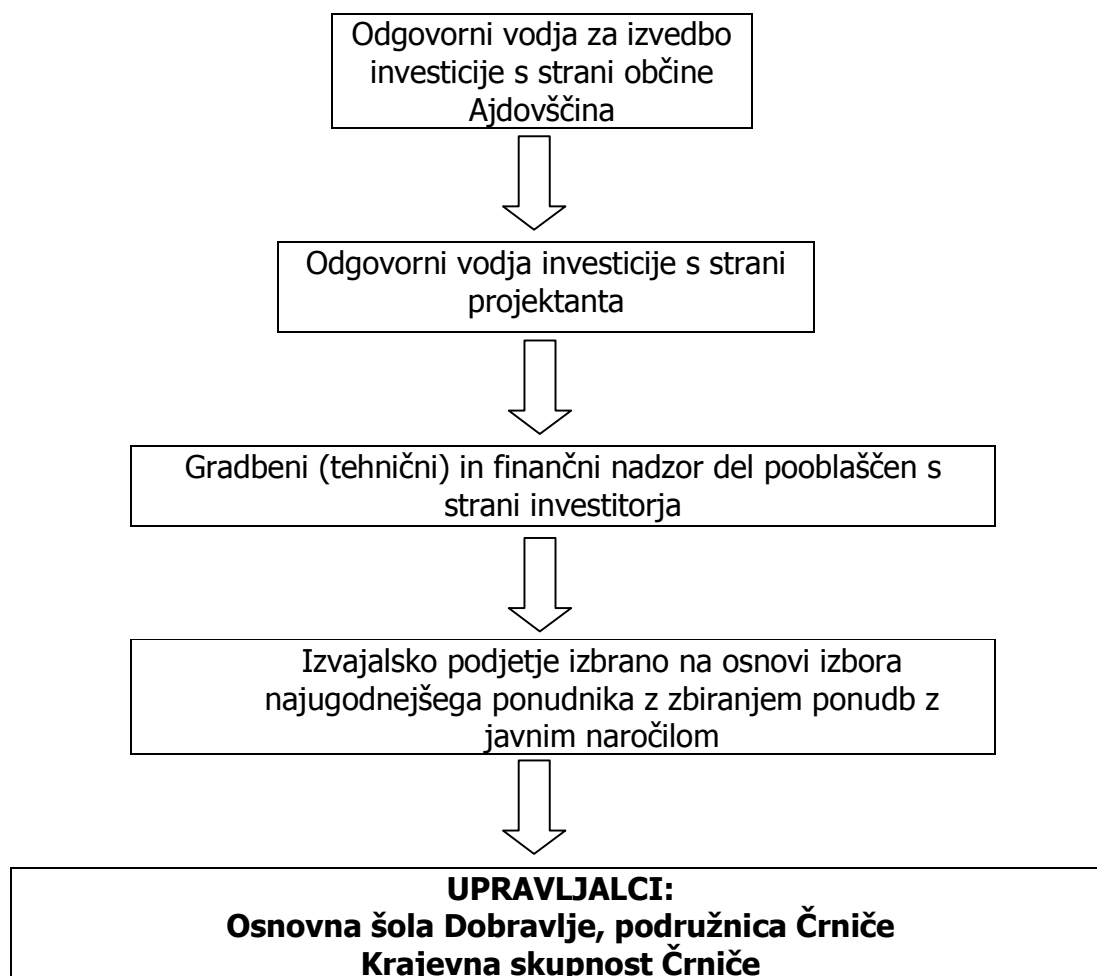 Odgovorni vodja za izvedbo
investicije s strani občine
Ajdovščina
Odgovorni vodja investicije s strani
projektanta
Gradbeni (tehnični) in finančni nadzor del pooblaščen s
strani investitorja
Izvajalsko podjetje izbrano na osnovi izbora
najugodnejšega ponudnika z zbiranjem ponudb z
javnim naročilom
UPRAVLJALCI:
Osnovna šola Dobravlje, podružnica Črniče
Krajevna skupnost Črniče